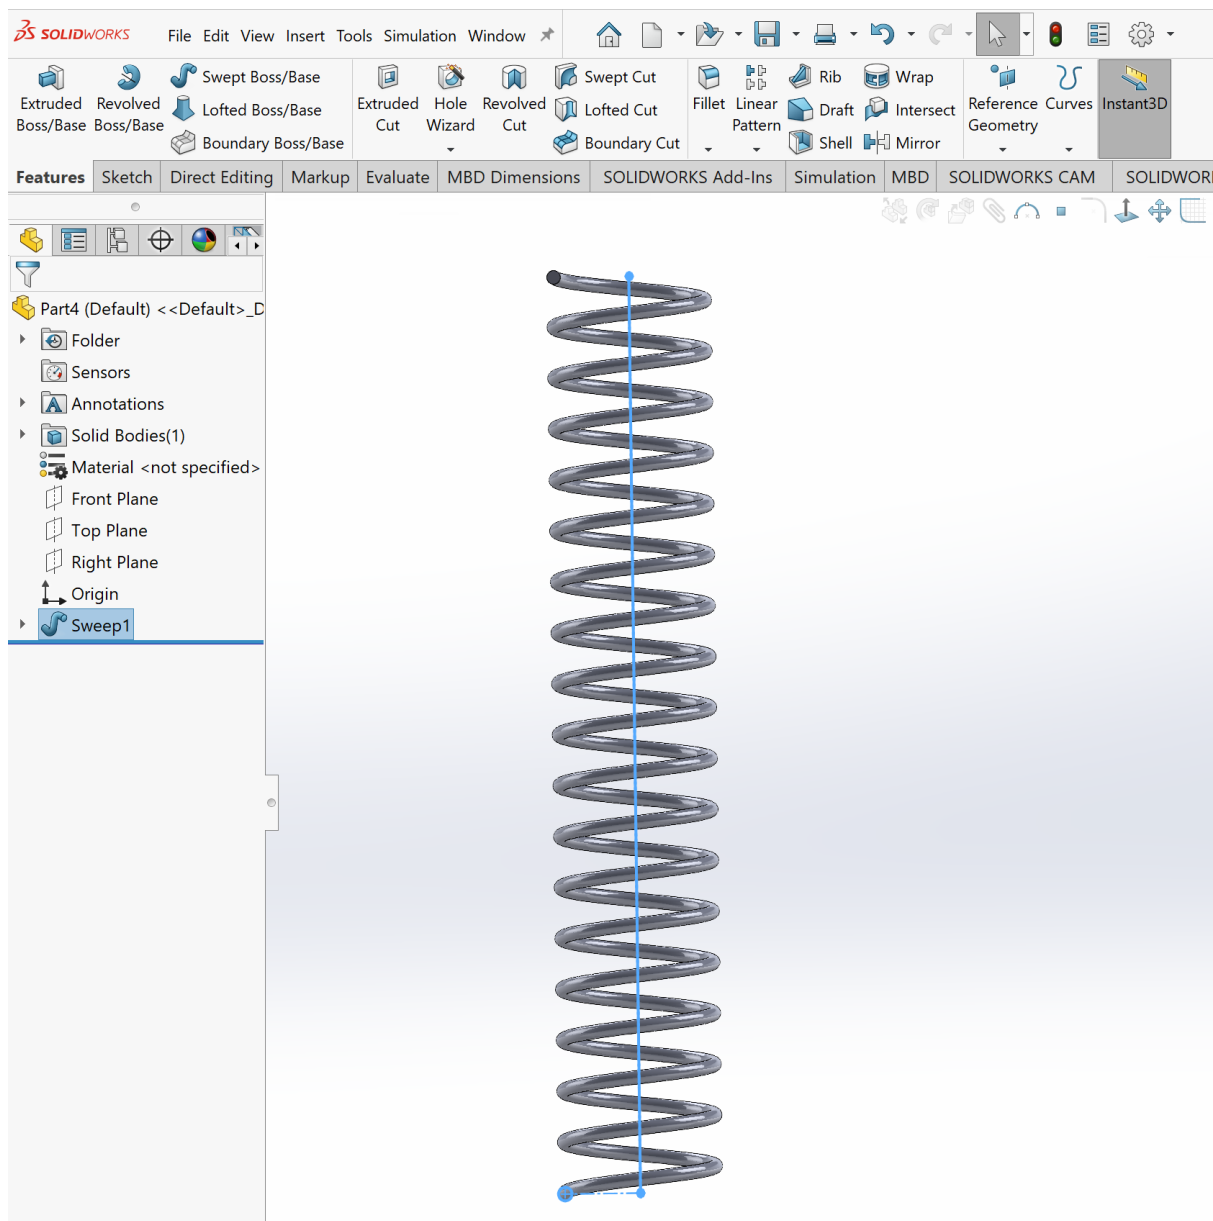 SOLIDWORKS File Edit View Insert Tools Simulation Window
Extruded Boss/Base
Revolved Boss/Base
Swept Boss/Base
Lofted Boss/Base
Boundary Boss/Base
Extruded Cut
Hole Wizard
Revolved Cut
Swept Cut
Lofted Cut
Boundary Cut
Fillet
Linear Pattern
Rib
Draft
Shell
Wrap
Intersect
Mirror
Reference Geometry
Curves
Instant3D
Features Sketch Direct Editing Markup Evaluate MBD Dimensions SOLIDWORKS Add-Ins Simulation MBD SOLIDWORKS CAM SOLIDWOR
Part4 (Default) <<Default>_D
Folder
Sensors
Annotations
Solid Bodies(1)
Material <not specified>
Front Plane
Top Plane
Right Plane
Origin
Sweep1